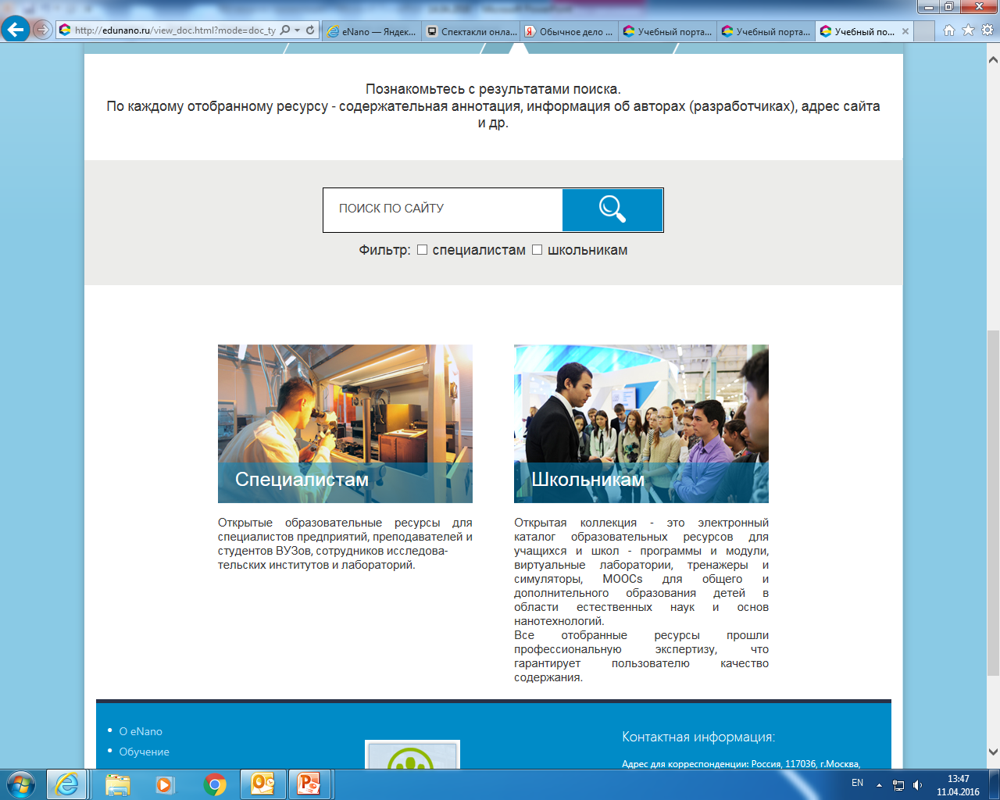 http://edunano.ru/view_doc.html?mode=doc_ty
eNano — Яндек...
Спектакли онла...
Обычное дело ...
Учебный порта...
Учебный порта...
Учебный по...
Познакомьтесь с результатами поиска.
По каждому отобранному ресурсу - содержательная аннотация, информация об авторах (разработчиках), адрес сайта
и др.
ПОИСК ПО САЙТУ
Фильтр: специалистам школьникам
Специалистам
Открытые образовательные ресурсы для
специалистов предприятий, преподавателей и
студентов ВУЗов, сотрудников исследова-
тельских институтов и лабораторий.
Школьникам
Открытая коллекция - это электронный
каталог образовательных ресурсов для
учащихся и школ - программы и модули,
виртуальные лаборатории, тренажеры и
симуляторы, MOOCs для общего и
дополнительного образования детей в
области естественных наук и основ
нанотехнологий.
Все отобранные ресурсы прошли
профессиональную экспертизу, что
гарантирует пользователю качество
содержания.
О eNano
Обучение
Контактная информация:
Адрес для корреспонденции: Россия, 117036, г.Москва,
EN
13:47
11.04.2016